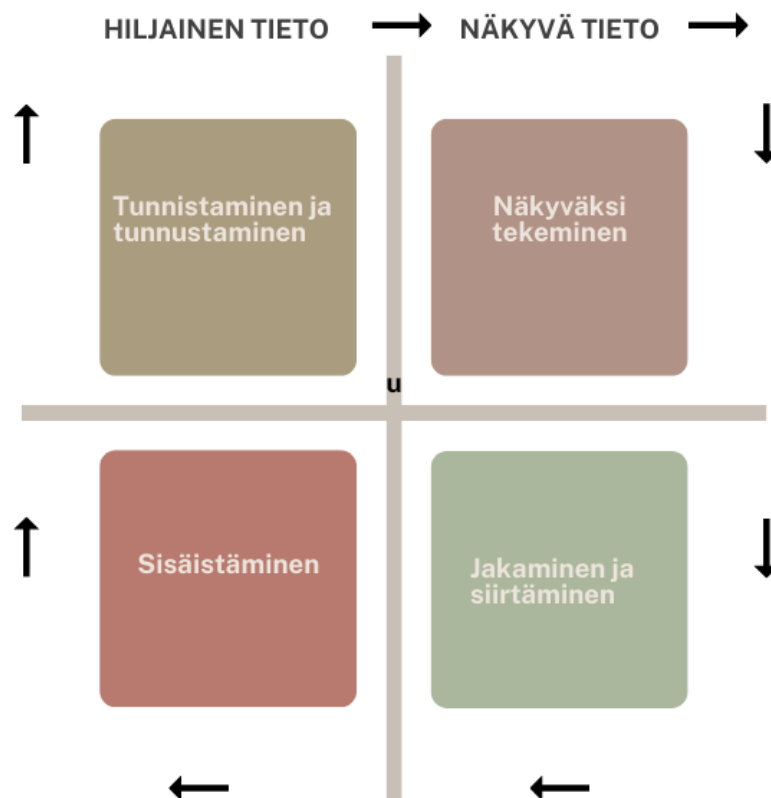 HILJAINEN TIETO
NÄKYVÄ TIETO
Tunnistaminen ja
tunnustaminen
Näkyväksi
tekeminen
u
Sisäistäminen
Jakaminen ja
siirtäminen